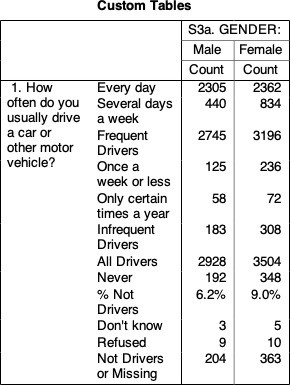 Custom Tables
S3a. GENDER:
Male Female
Count Count
1. How often do you usually drive a car or other motor vehicle?
Every day 2305 2362
Several days a week 440 834
Frequent Drivers 2745 3196
Once a week or less 125 236
Only certain times a year 58 72
Infrequent Drivers 183 308
All Drivers 2928 3504
Never 192 348
% Not Drivers 6.2% 9.0%
Don't know 3 5
Refused 9 10
Not Drivers or Missing 204 363